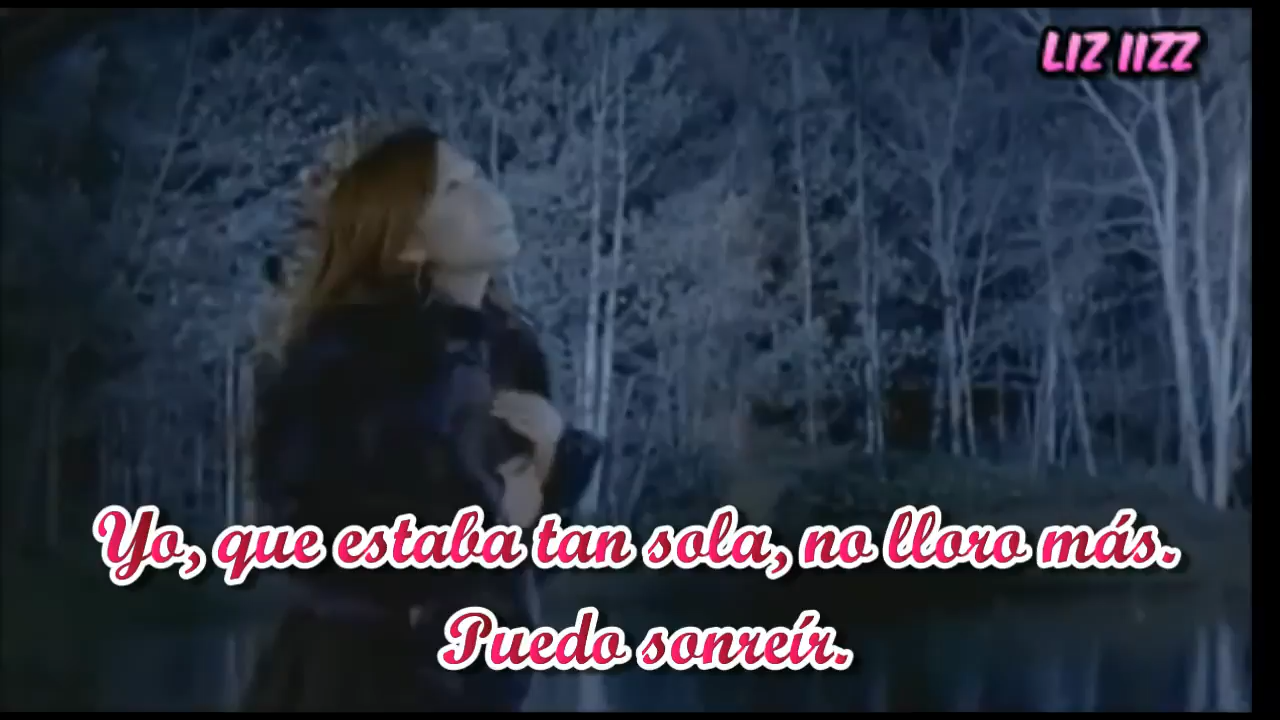 LIZ IIZZ
Yo, que estaba tan sola, no lloro más.
Puedo sonreír.